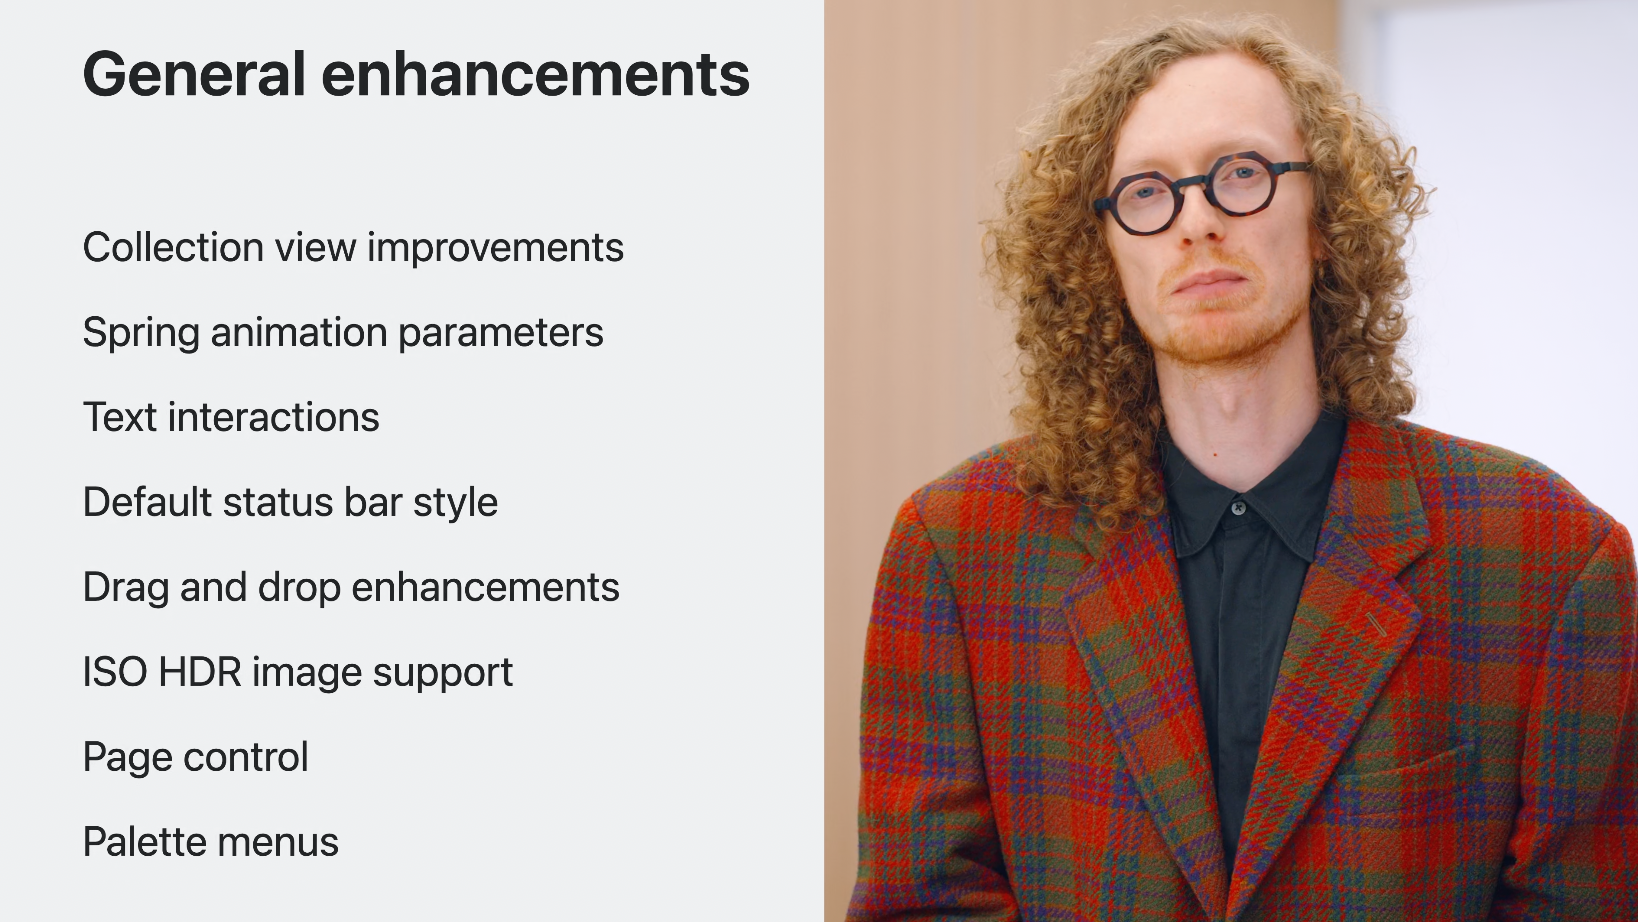 General enhancements
Collection view improvements
Spring animation parameters
Text interactions
Default status bar style
Drag and drop enhancements
ISO HDR image support
Page control
Palette menus